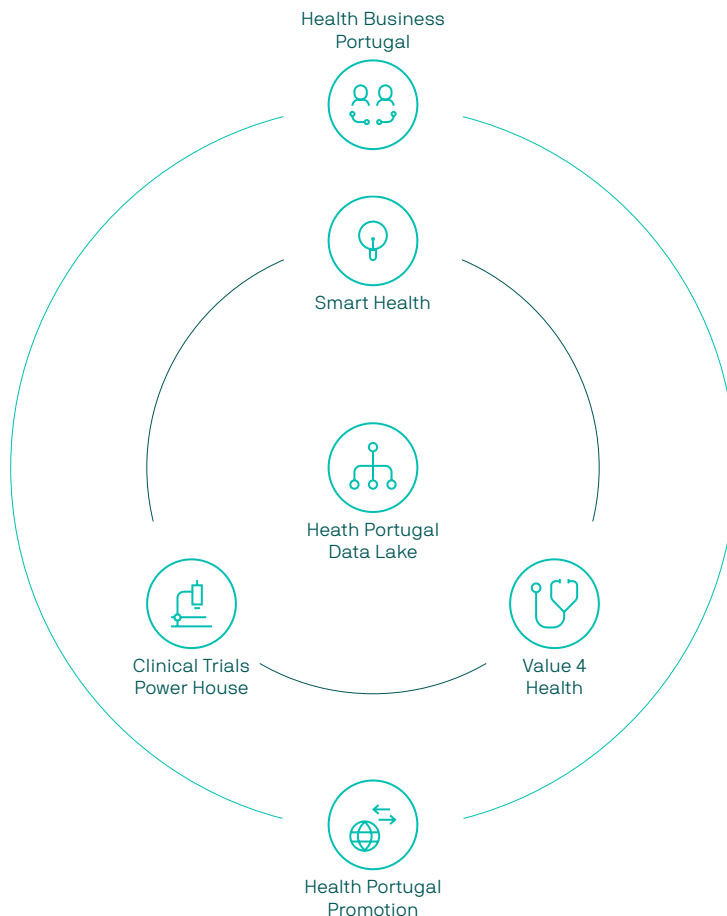 Health Business
Portugal
Smart Health
Heath Portugal
Data Lake
Clinical Trials
Power House
Value 4
Health
Health Portugal
Promotion